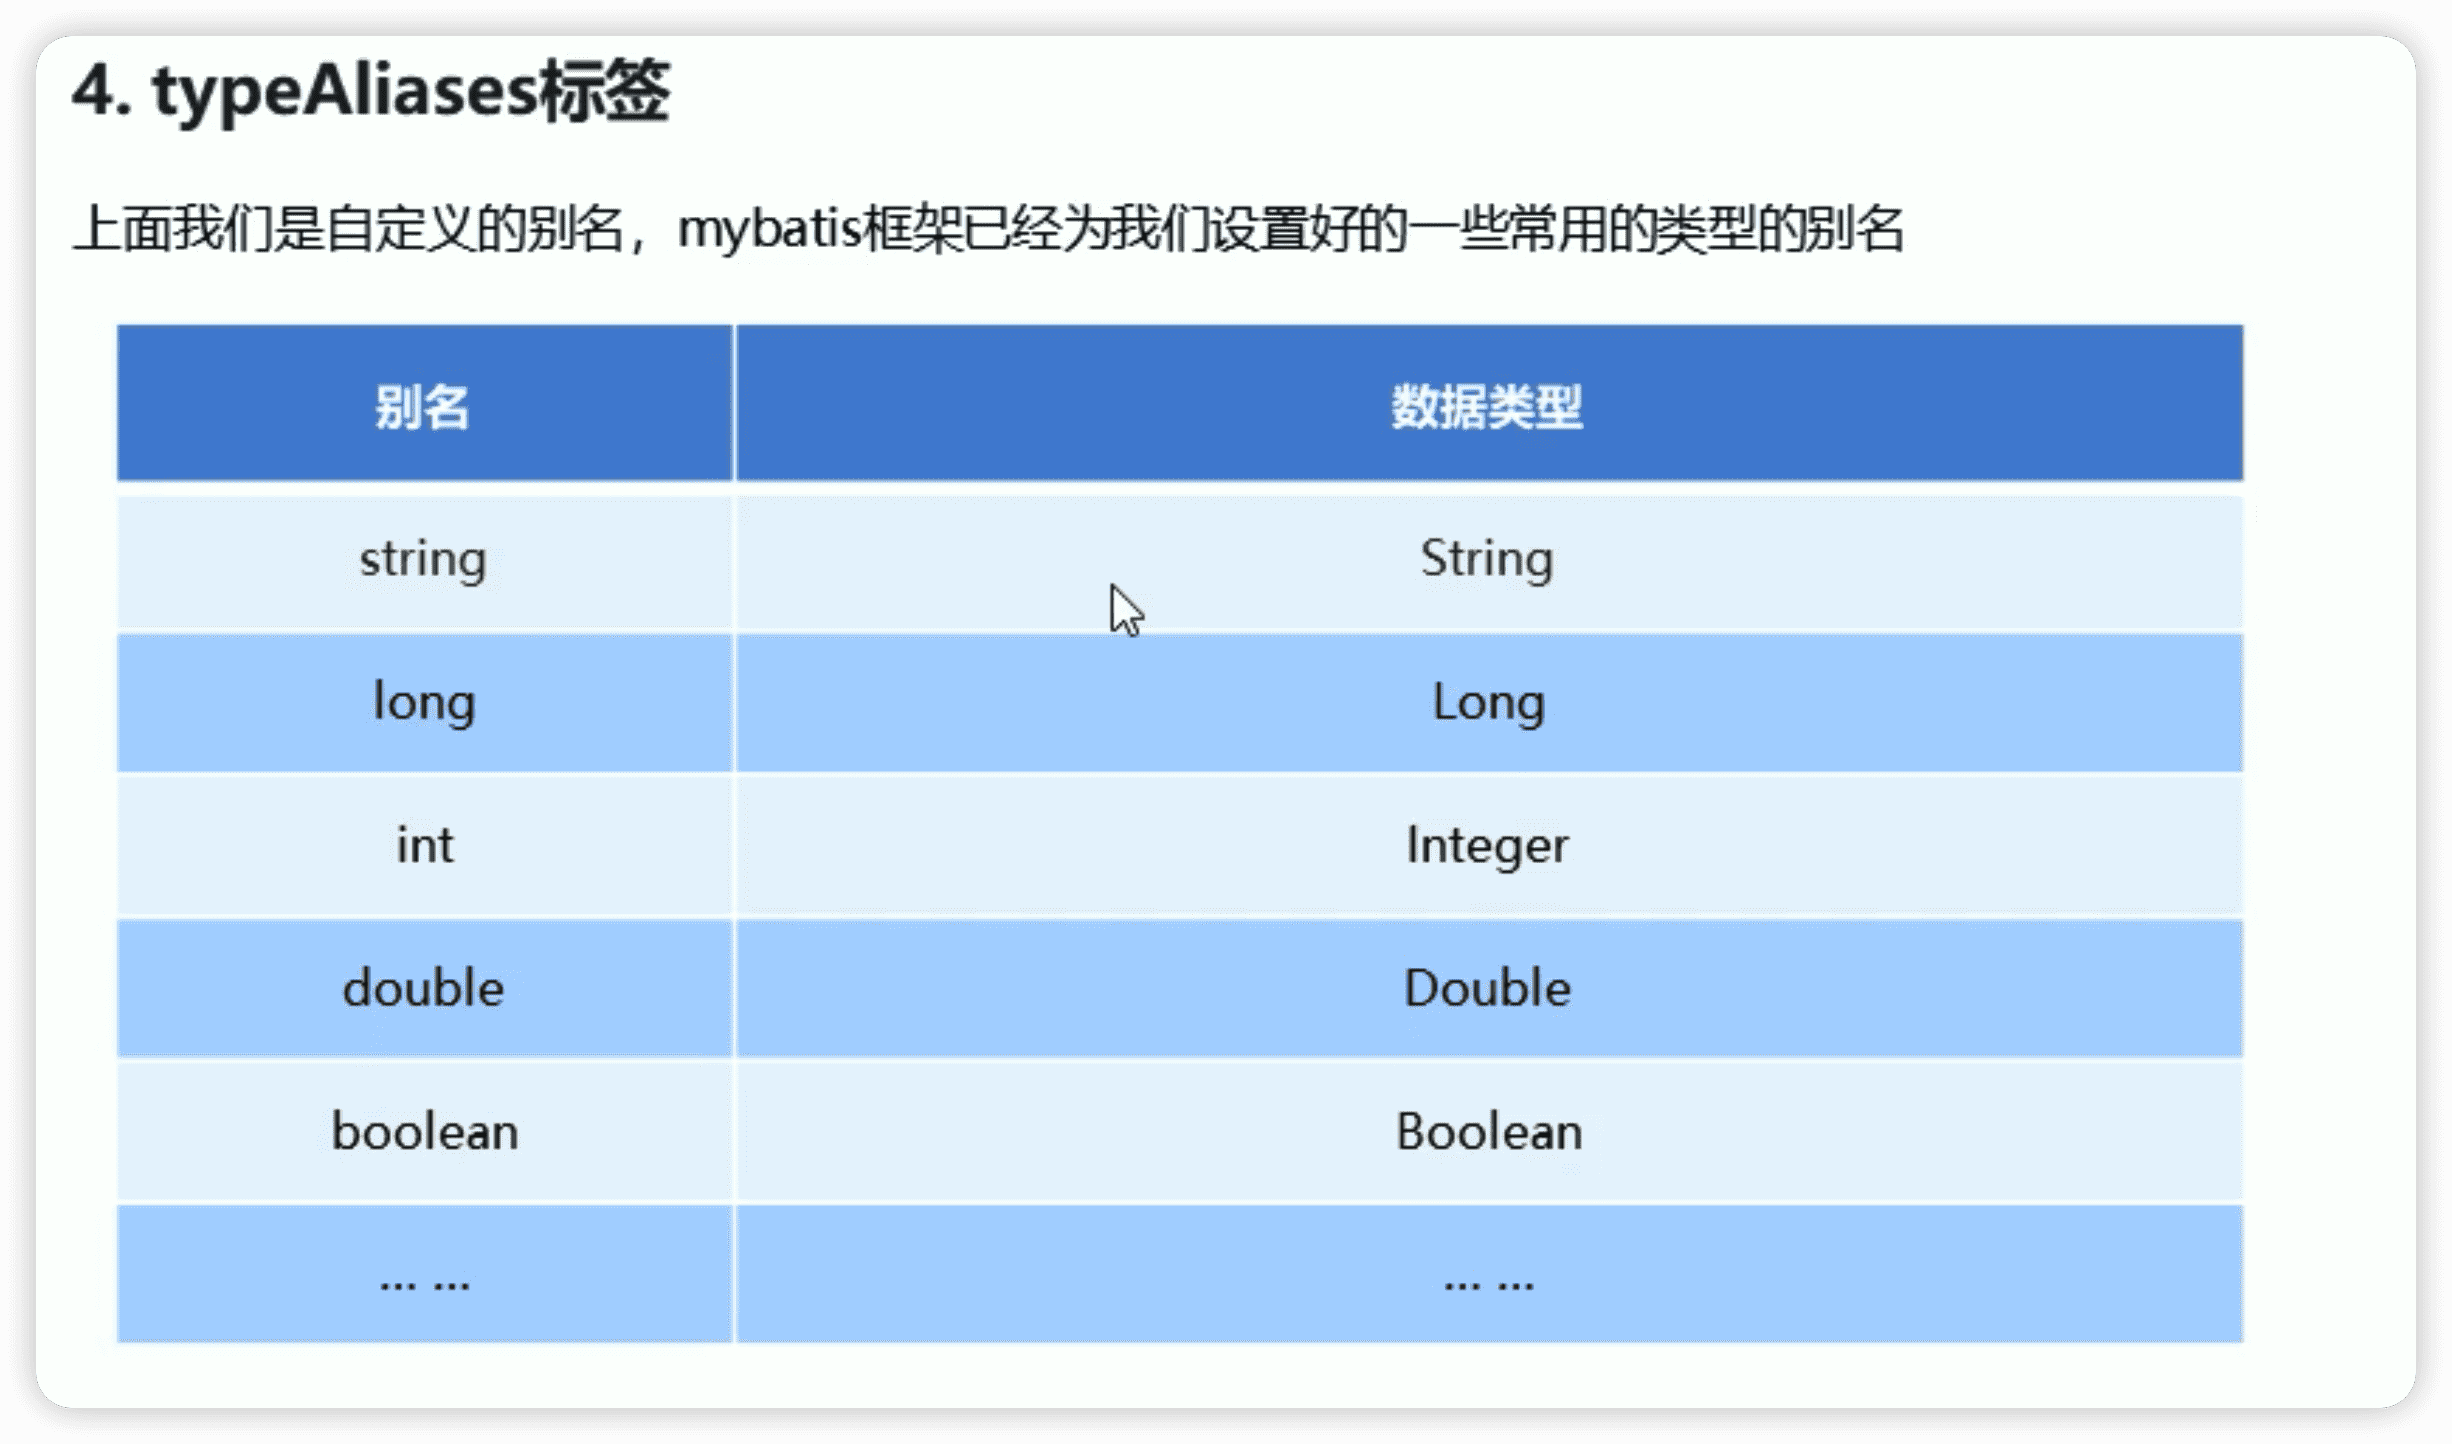 4. typeAliases标签
上面我们是自定义的别名，mybatis框架已经为我们设置好的一些常用的类型的别名
别名 数据类型
string String
long Long
int Integer
double Double
boolean Boolean
... ... ... ...